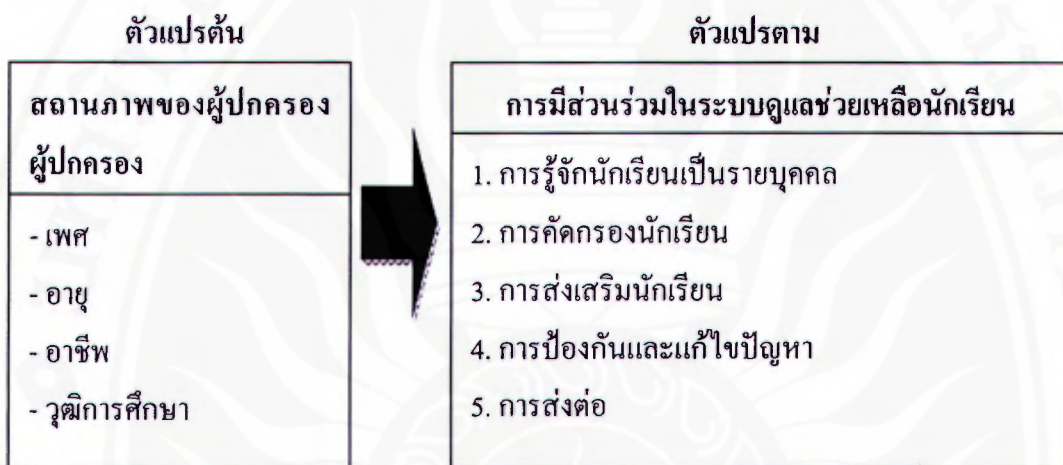 ตัวแปรต้น
สถานภาพของผู้ปกครอง
ผู้ปกครอง
- เพศ
- อายุ
- อาชีพ
- วุฒิการศึกษา
ตัวแปรตาม
การมีส่วนร่วมในระบบดูแลช่วยเหลือนักเรียน
1. การรู้จักนักเรียนเป็นรายบุคคล
2. การคัดกรองนักเรียน
3. การส่งเสริมนักเรียน
4. การป้องกันและแก้ไขปัญหา
5. การส่งต่อ